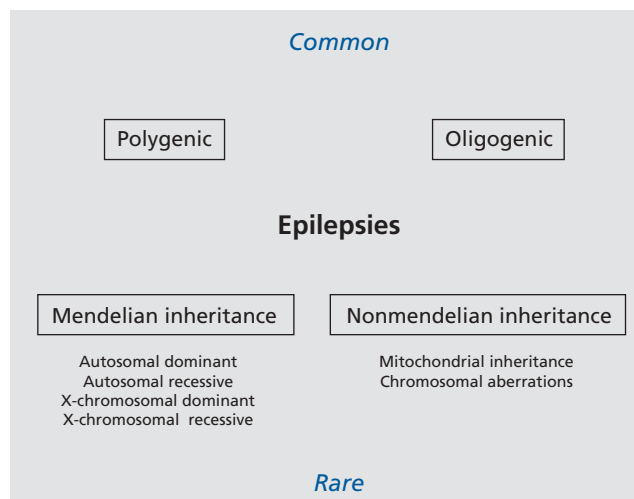 Common
Polygenic
Oligogenic
Epilepsies
Mendelian inheritance
Autosomal dominant
Autosomal recessive
X-chromosomal dominant
X-chromosomal recessive
Nonmendelian inheritance
Mitochondrial inheritance
Chromosomal aberrations
Rare